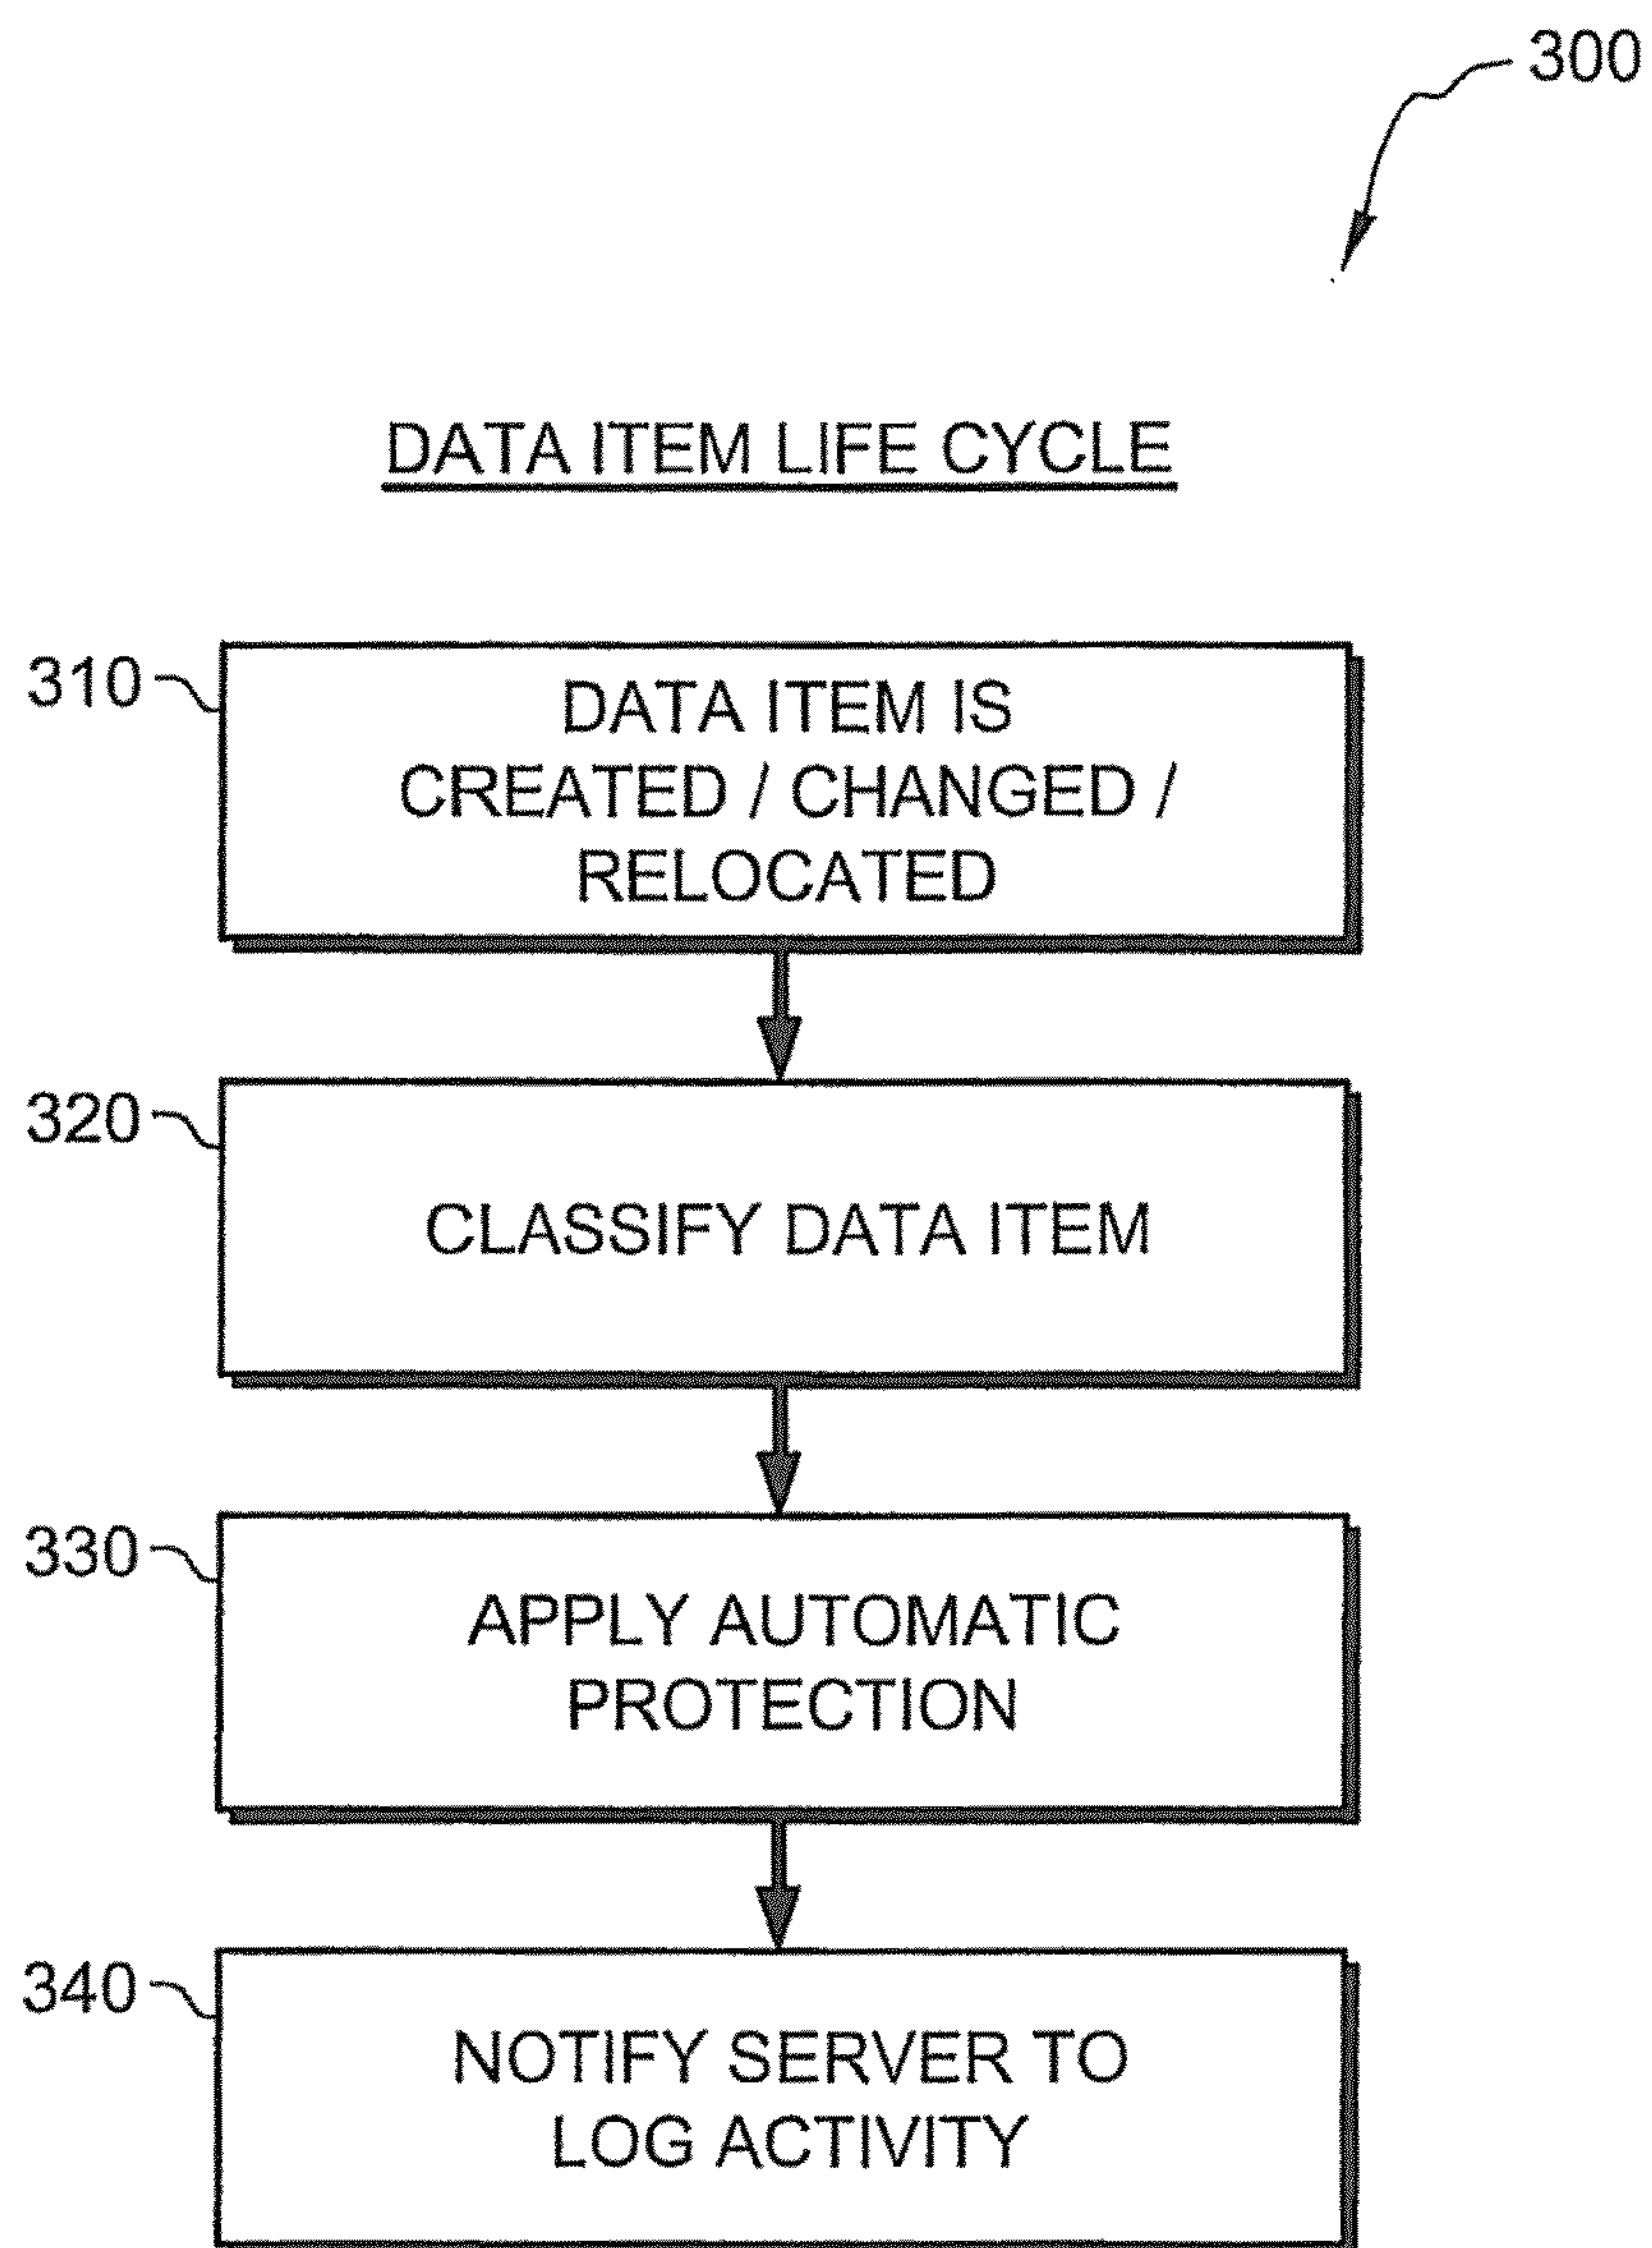 300
DATA ITEM LIFE CYCLE
310
DATA ITEM IS
CREATED / CHANGED /
RELOCATED
320
CLASSIFY DATA ITEM
330
APPLY AUTOMATIC
PROTECTION
340
NOTIFY SERVER TO
LOG ACTIVITY